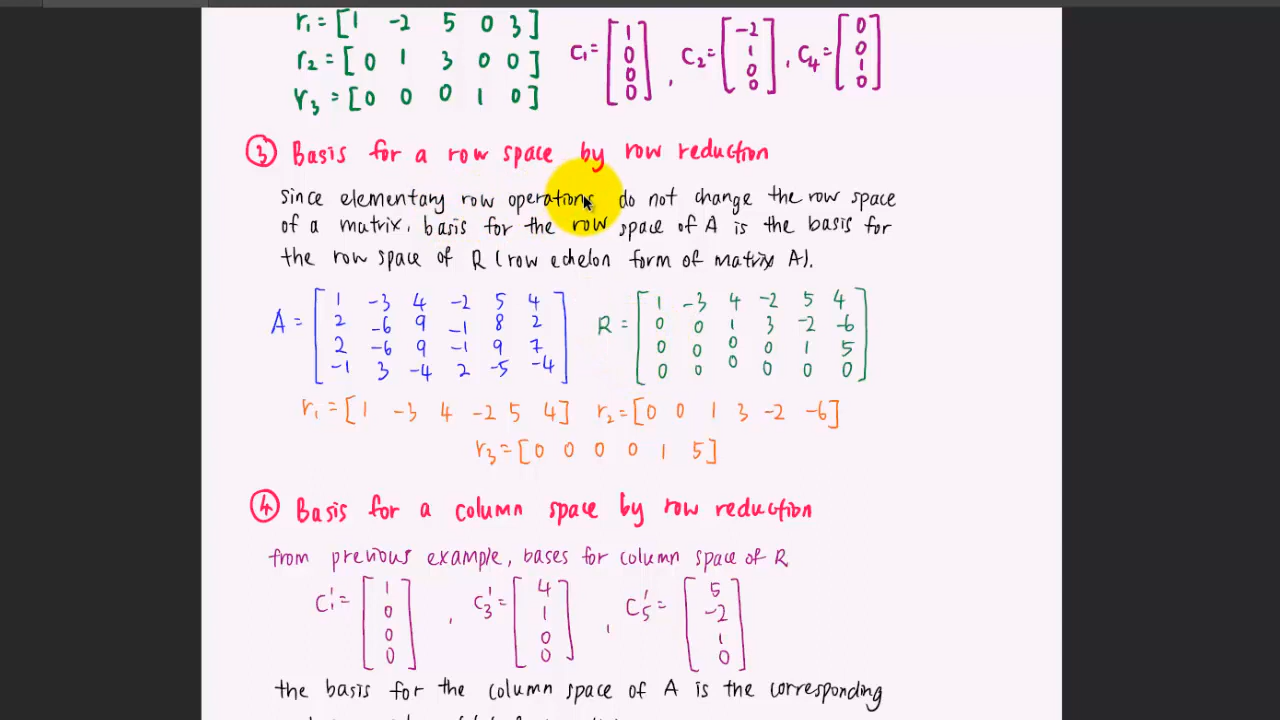 r1 = [1 -2 5 0 3]
r2 = [0 1 3 0 0]
r3 = [0 0 0 1 0]
C1 = [1 0 0 0], C2 = [-2 1 0 0], C4 = [0 0 1 0]
③ Basis for a row space by row reduction
Since elementary row operations do not change the row space
of a matrix, basis for the row space of A is the basis for
the row space of R (row echelon form of matrix A).
A = [1 -3 4 -2 5 4
2 -6 9 -1 8 2
2 -6 9 -1 9 7
-1 3 -4 2 -5 -4]
R = [1 -3 4 -2 5 4
0 0 1 3 -2 -6
0 0 0 0 1 5
0 0 0 0 0 0]
r1 = [1 -3 4 -2 5 4] r2 = [0 0 1 3 -2 -6]
r3 = [0 0 0 0 1 5]
④ Basis for a column space by row reduction
from previous example, bases for column space of R
C1' = [1 0 0 0], C3' = [4 1 0 0], C5' = [5 -2 1 0]
the basis for the column space of A is the corresponding